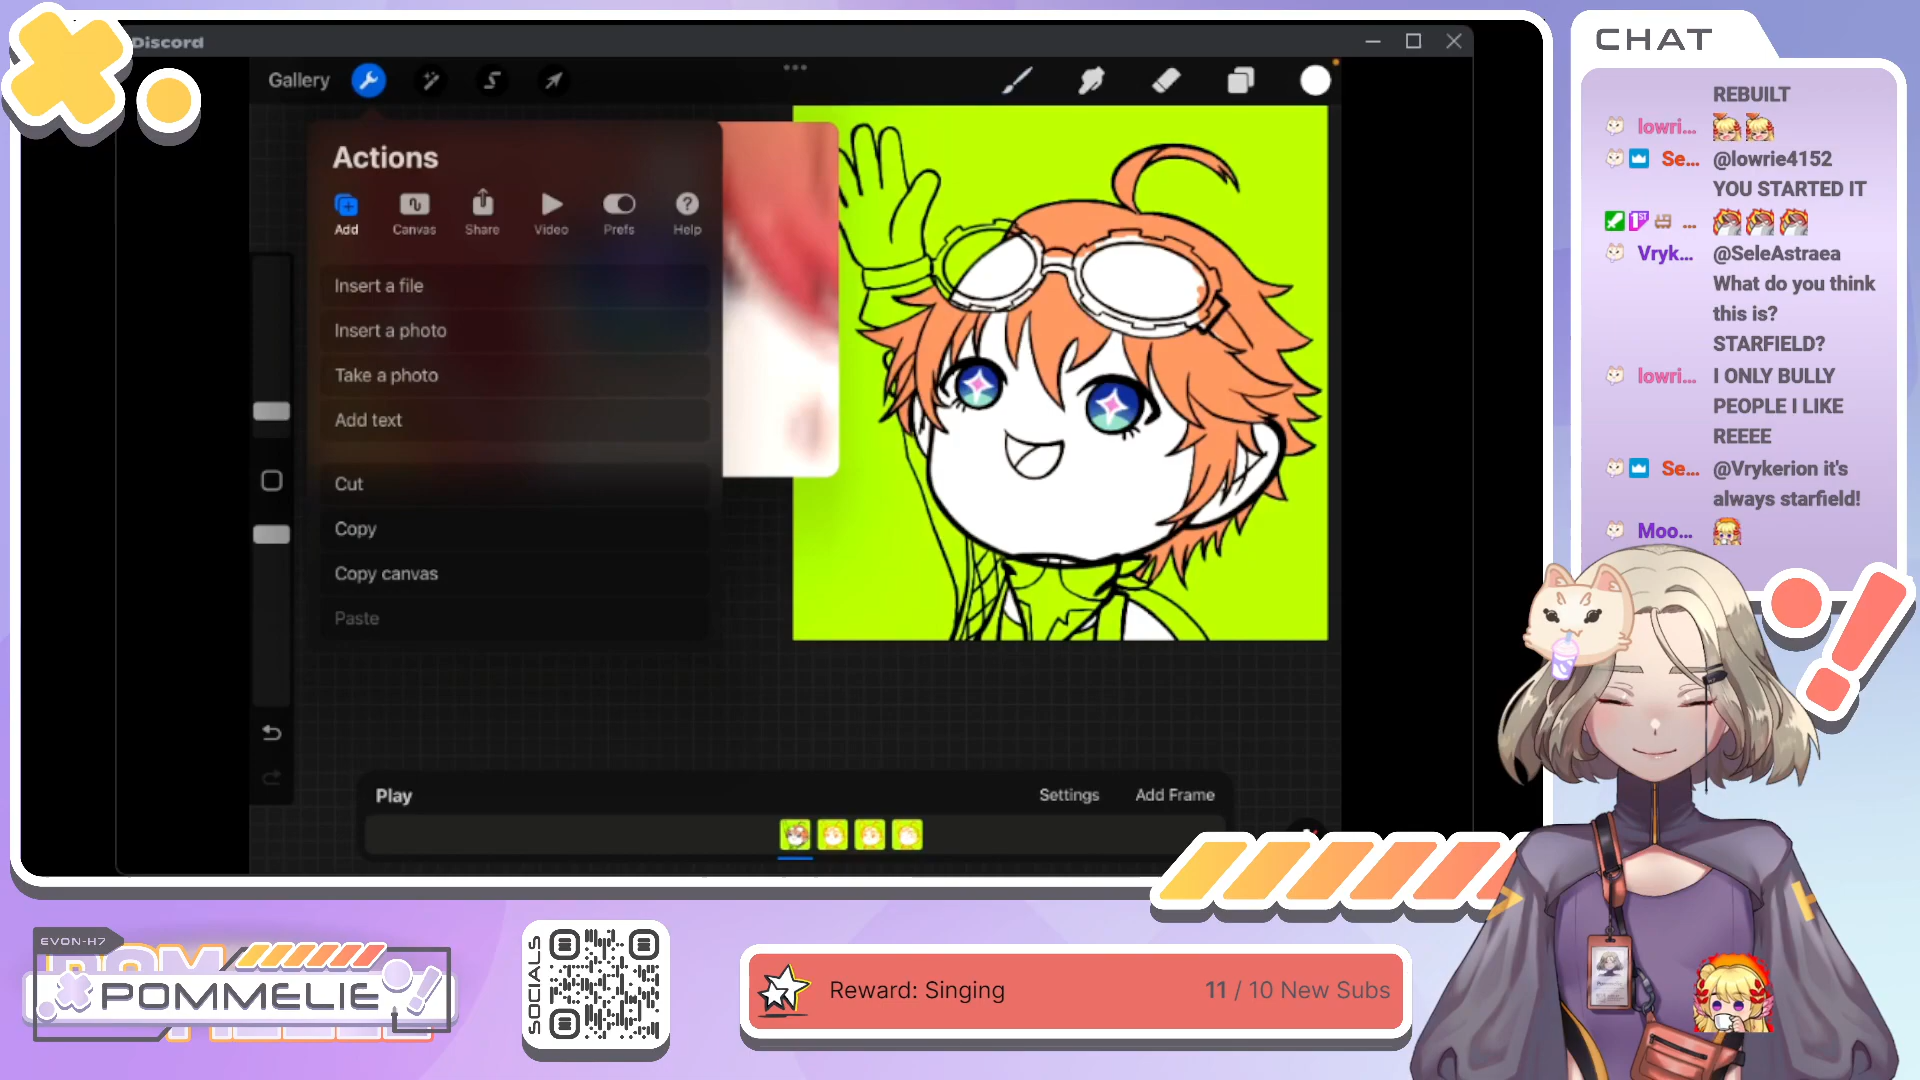 Discord
Gallery
Actions
Add
Canvas
Share
Video
Prefs
Help
Insert a file
Insert a photo
Take a photo
Add text
Cut
Copy
Copy canvas
Paste
Play
Settings
Add Frame
CHAT
REBUILT
lowri...
Se... @lowrie4152
YOU STARTED IT
1ST ...
Vryk... @SeleAstraea
What do you think
this is?
STARFIELD?
lowri... I ONLY BULLY
PEOPLE I LIKE
REEEE
Se... @Vrykerion it's
always starfield!
Moo...
EVON-H7
POMMELIE
SOCIALS
Reward: Singing
11 / 10 New Subs